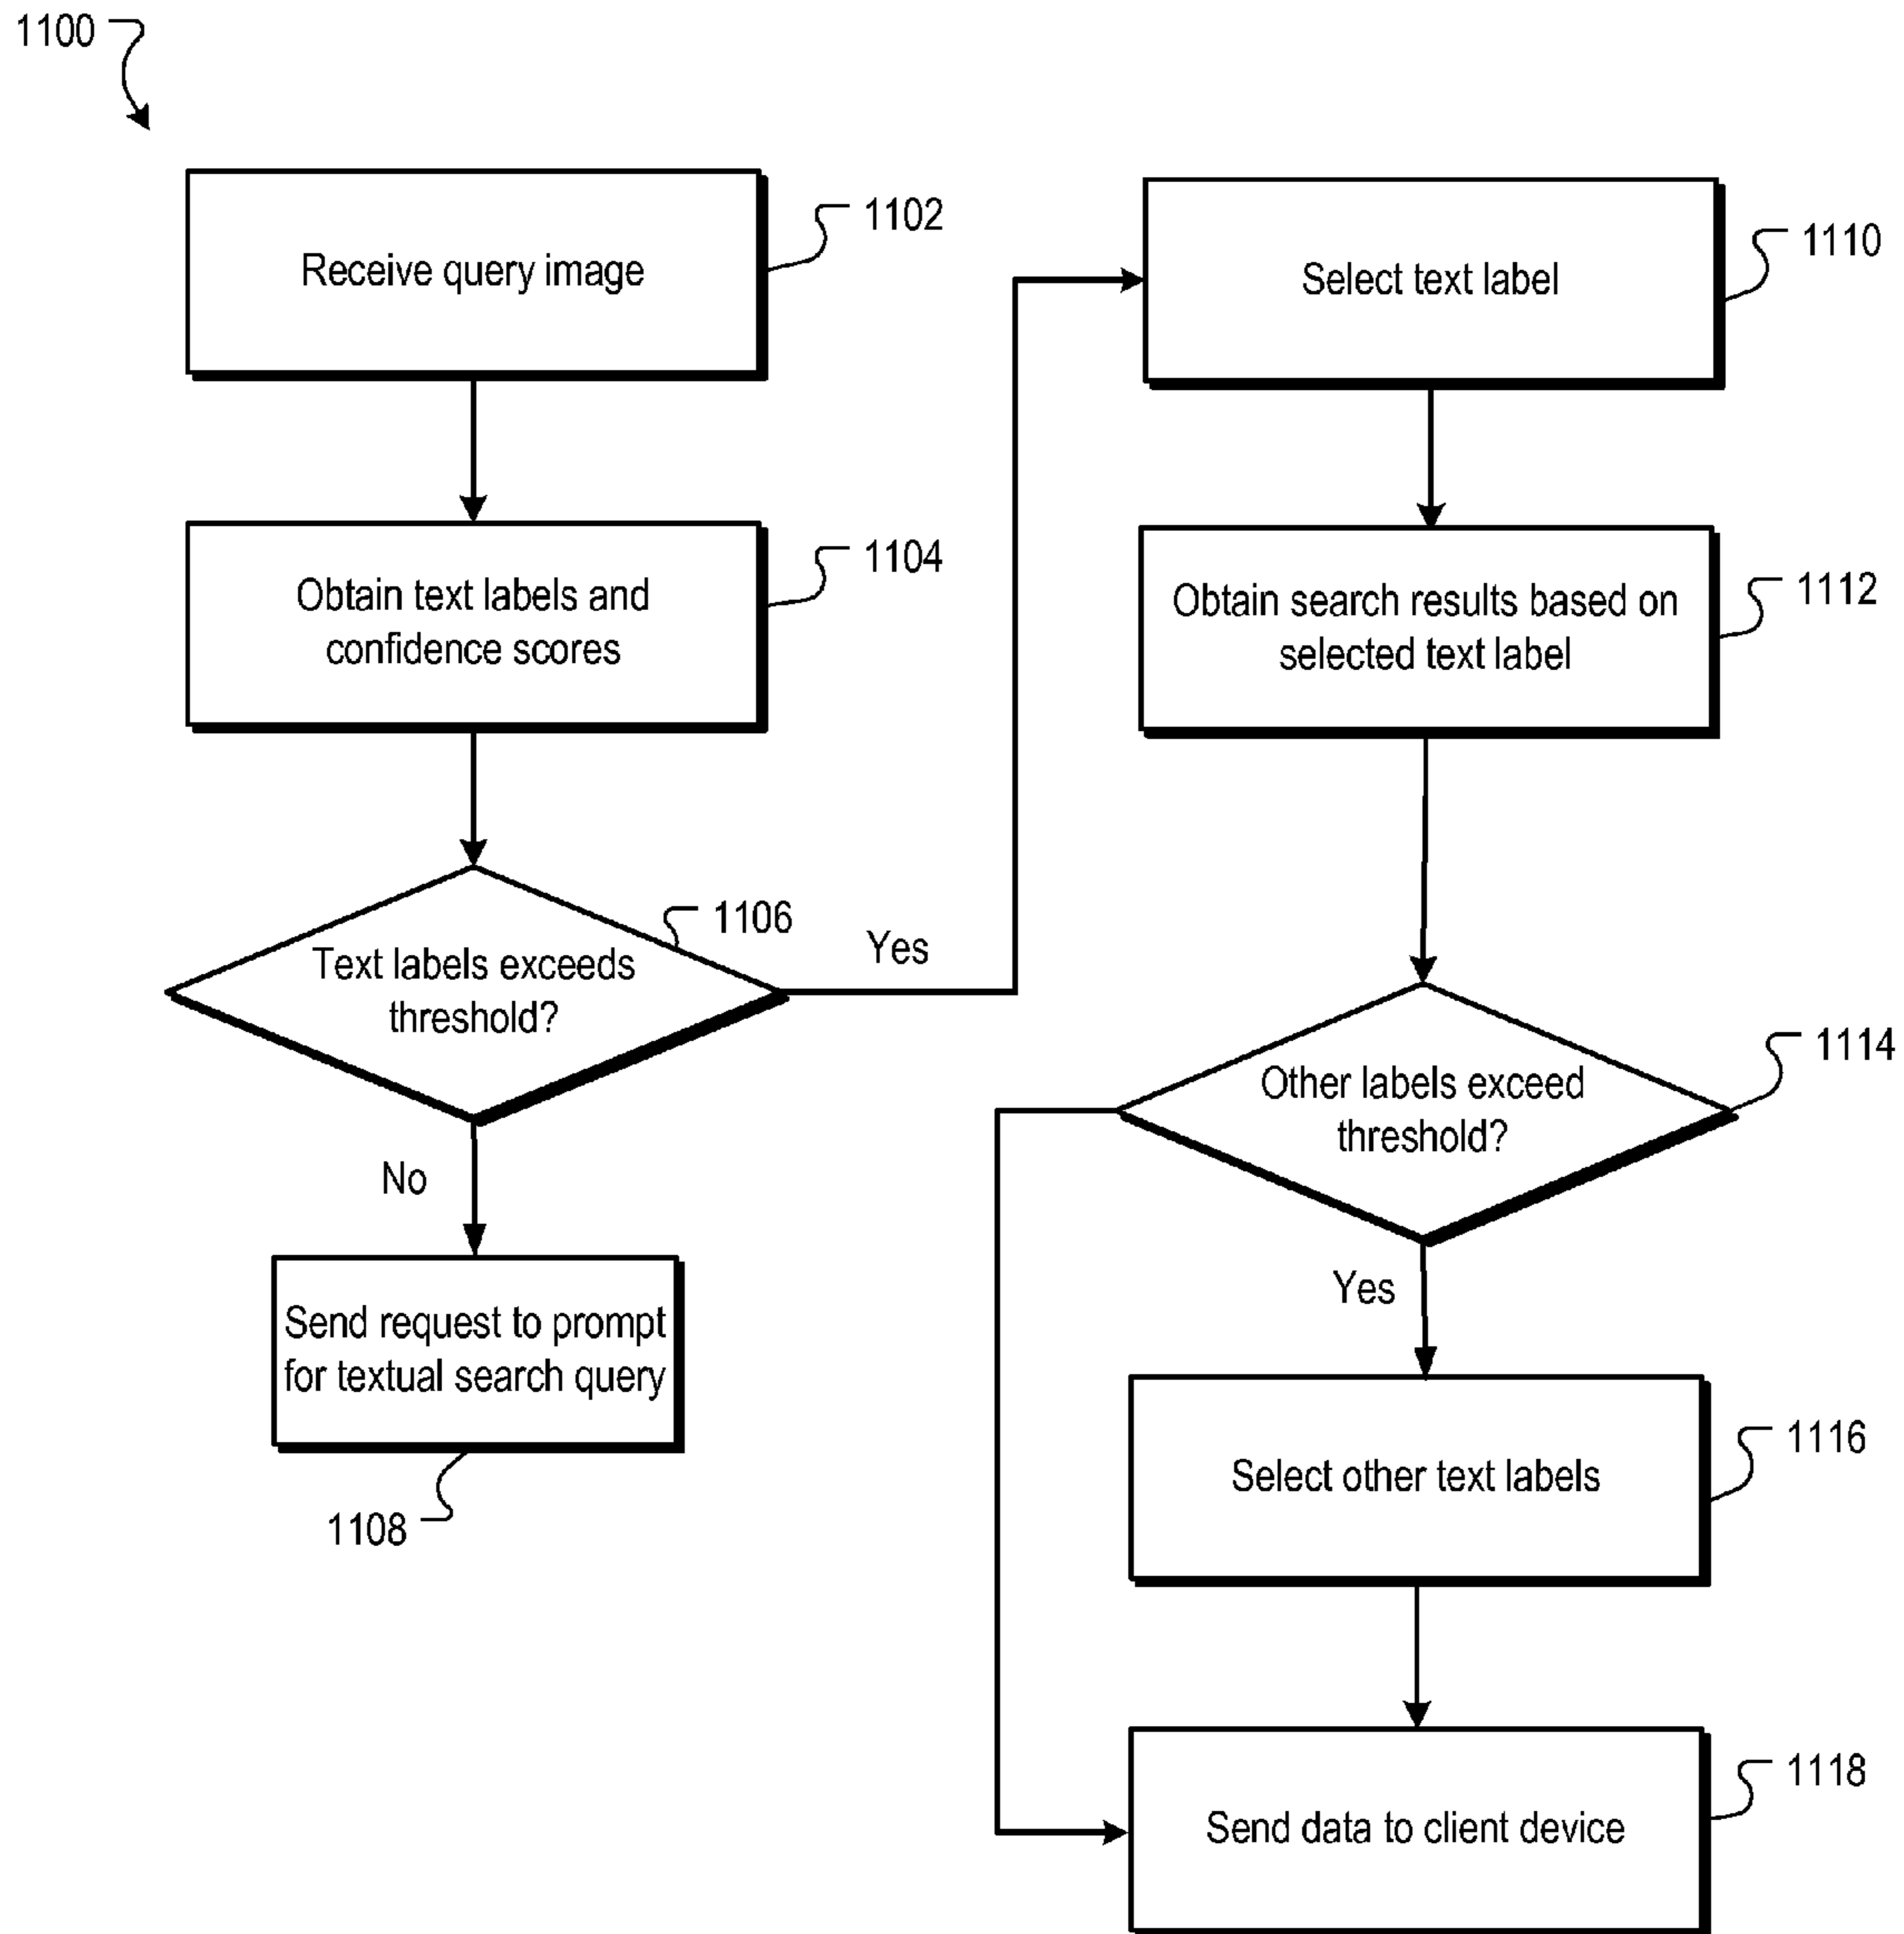 1100
Receive query image
1102
Obtain text labels and
confidence scores
1104
Text labels exceeds
threshold?
1106
Yes
No
Send request to prompt
for textual search query
1108
Select text label
1110
Obtain search results based on
selected text label
1112
Other labels exceed
threshold?
1114
Yes
Select other text labels
1116
Send data to client device
1118